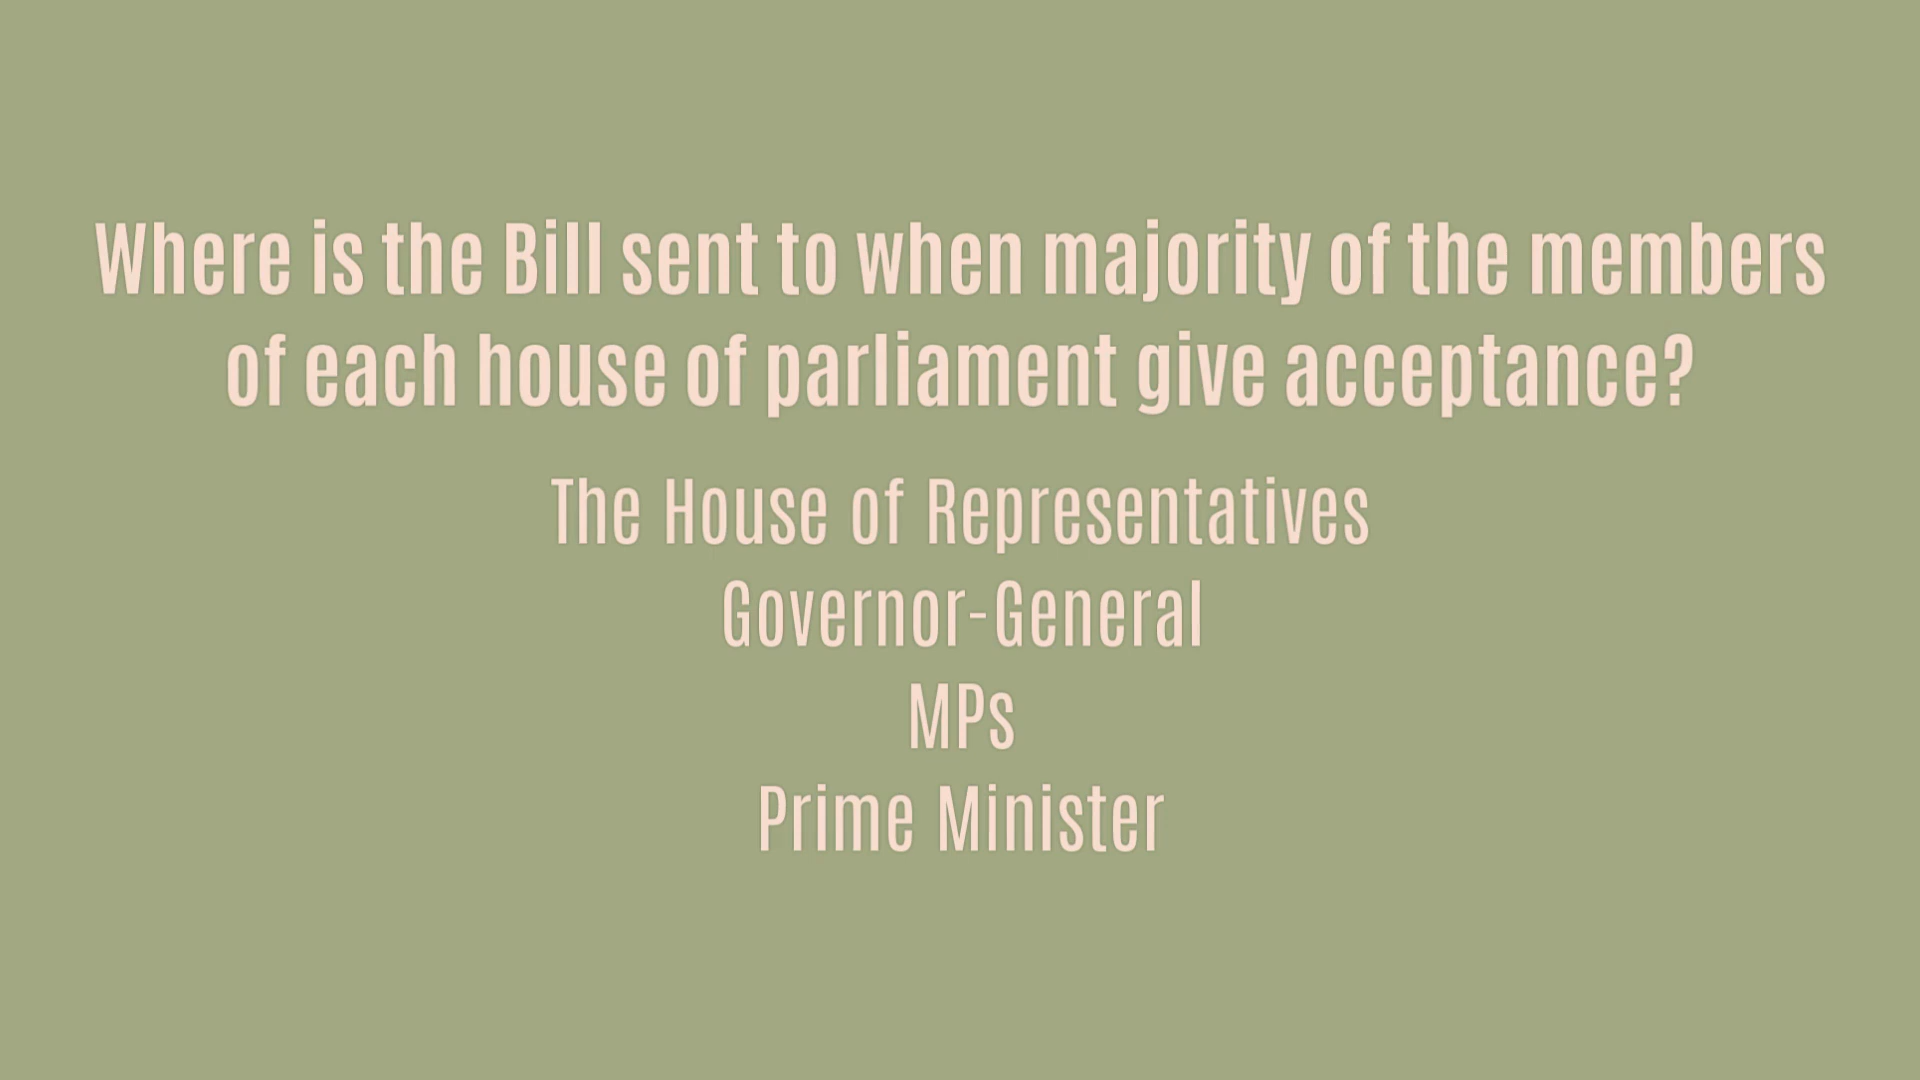 Where is the Bill sent to when majority of the members
of each house of parliament give acceptance?
The House of Representatives
Governor-General
MPs
Prime Minister